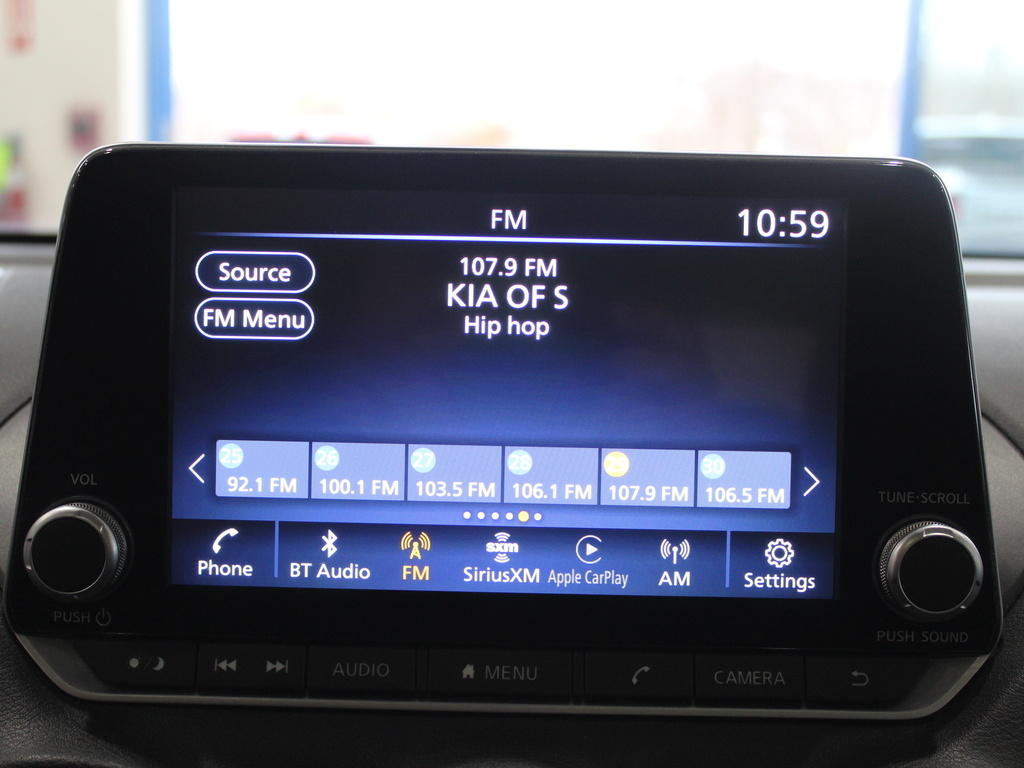 FM
10:59
Source
FM Menu
107.9 FM
KIA OF S
Hip hop
25
92.1 FM
26
100.1 FM
27
103.5 FM
28
106.1 FM
29
107.9 FM
30
106.5 FM
Phone
BT Audio
FM
sxm
SiriusXM
Apple CarPlay
AM
Settings
VOL
PUSH
TUNE·SCROLL
PUSH SOUND
AUDIO
MENU
CAMERA